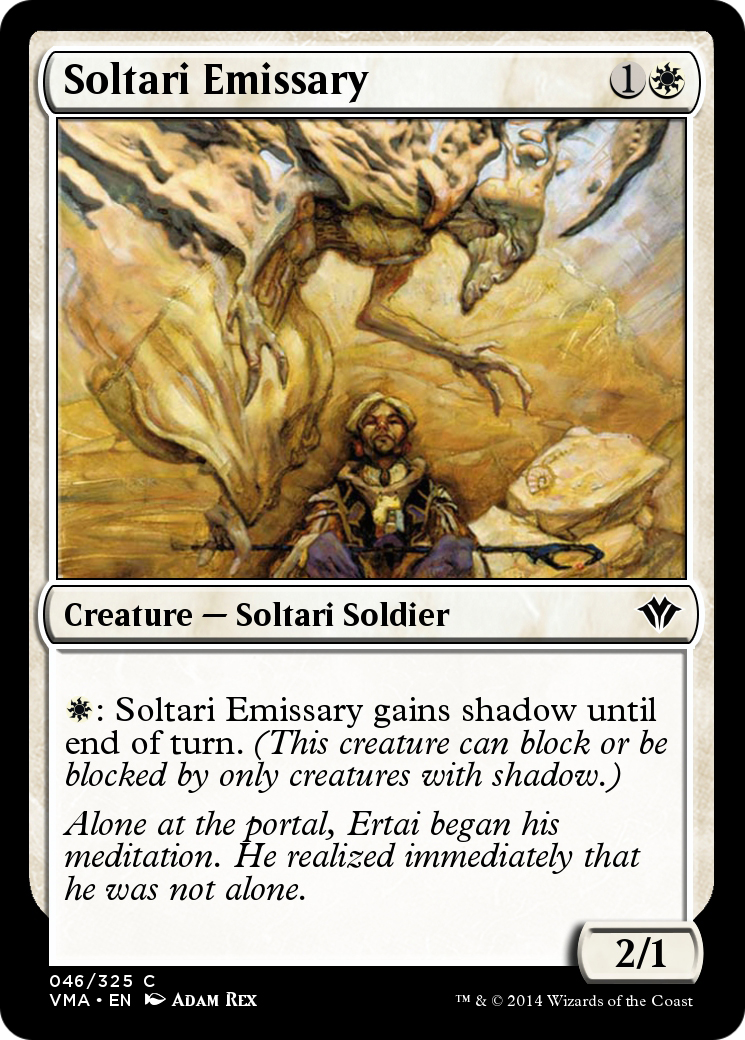 Soltari Emissary
1
Creature — Soltari Soldier
: Soltari Emissary gains shadow until
end of turn. (This creature can block or be
blocked by only creatures with shadow.)
Alone at the portal, Ertai began his
meditation. He realized immediately that
he was not alone.
2/1
046/325 C
VMA • EN Adam Rex
™ & © 2014 Wizards of the Coast